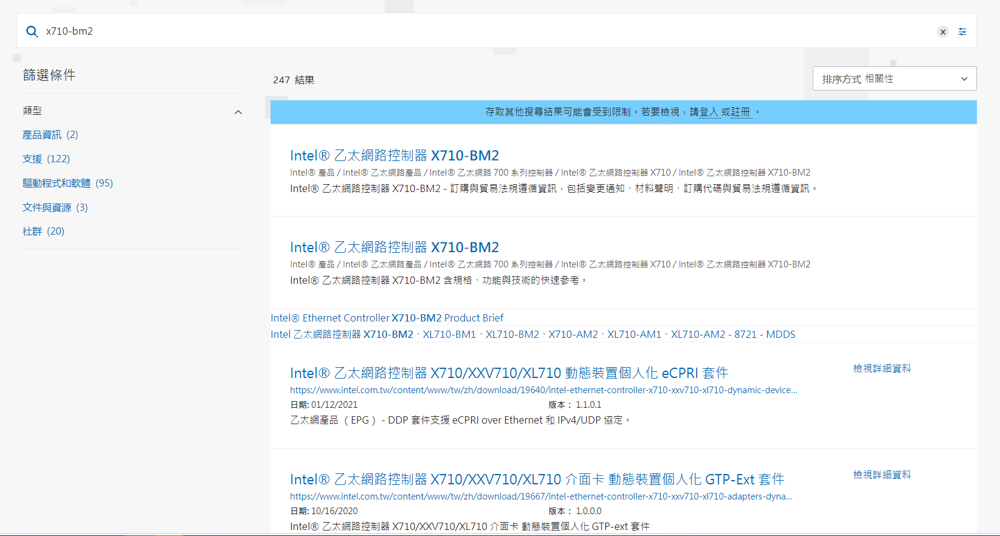 x710-bm2
篩選條件
類型
產品資訊 (2)
支援 (122)
驅動程式和軟體 (95)
文件與資源 (3)
社群 (20)
247 結果
排序方式 相關性
存取其他搜尋結果可能會受到限制。若要檢視，請登入 或註冊 。
Intel® 乙太網路控制器 X710-BM2
Intel® 產品 / Intel® 乙太網路產品 / Intel® 乙太網路 700 系列控制器 / Intel® 乙太網路控制器 X710 / Intel® 乙太網路控制器 X710-BM2
Intel® 乙太網路控制器 X710-BM2 - 訂購與貿易法規遵循資訊，包括變更通知、材料聲明、訂購代碼與貿易法規遵循資訊。
Intel® 乙太網路控制器 X710-BM2
Intel® 產品 / Intel® 乙太網路產品 / Intel® 乙太網路 700 系列控制器 / Intel® 乙太網路控制器 X710 / Intel® 乙太網路控制器 X710-BM2
Intel® 乙太網路控制器 X710-BM2 含規格、功能與技術的快速參考。
Intel® Ethernet Controller X710-BM2 Product Brief
Intel 乙太網路控制器 X710-BM2、XL710-BM1、XL710-BM2、X710-AM2、XL710-AM1、XL710-AM2 - 8721 - MDDS
Intel® 乙太網路控制器 X710/XXV710/XL710 動態裝置個人化 eCPRI 套件
檢視詳細資料
https://www.intel.com.tw/content/www/tw/zh/download/19640/intel-ethernet-controller-x710-xxv710-xl710-dynamic-device...
日期: 01/12/2021 版本： 1.1.0.1
乙太網產品 （ EPG ） - DDP 套件支援 eCPRI over Ethernet 和 IPv4/UDP 協定。
Intel® 乙太網路控制器 X710/XXV710/XL710 介面卡 動態裝置個人化 GTP-Ext 套件
檢視詳細資料
https://www.intel.com.tw/content/www/tw/zh/download/19667/intel-ethernet-controller-x710-xxv710-xl710-adapters-dyna...
日期: 10/16/2020 版本： 1.0.0.0
Intel® 乙太網路控制器 X710/XXV710/XL710 介面卡 動態裝置個人化 GTP-ext 套件